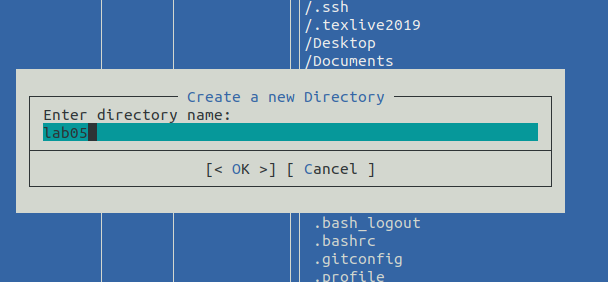 /.ssh
/.texlive2019
/Desktop
/Documents
Create a new Directory
Enter directory name:
lab05
[< OK >] [ Cancel ]
.bash_logout
.bashrc
.gitconfig
.profile